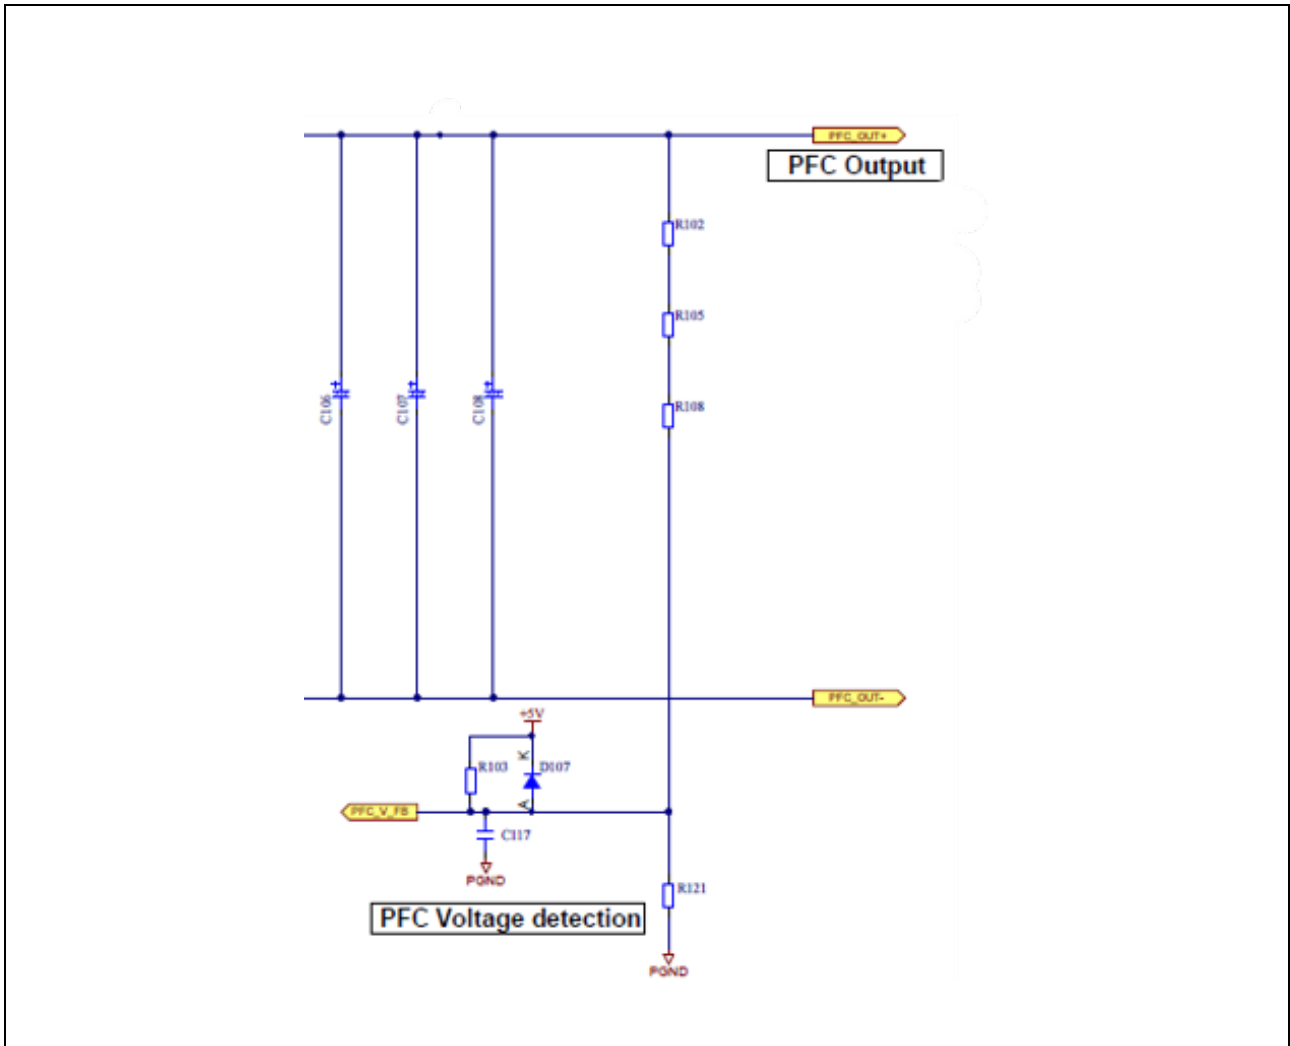 PFC_OUT+
PFC Output
R102
R105
R108
C106
C107
C108
PFC_OUT-
+5V
K
R103
D107
A
PFC_V_FB
C117
PGND
R121
PFC Voltage detection
PGND